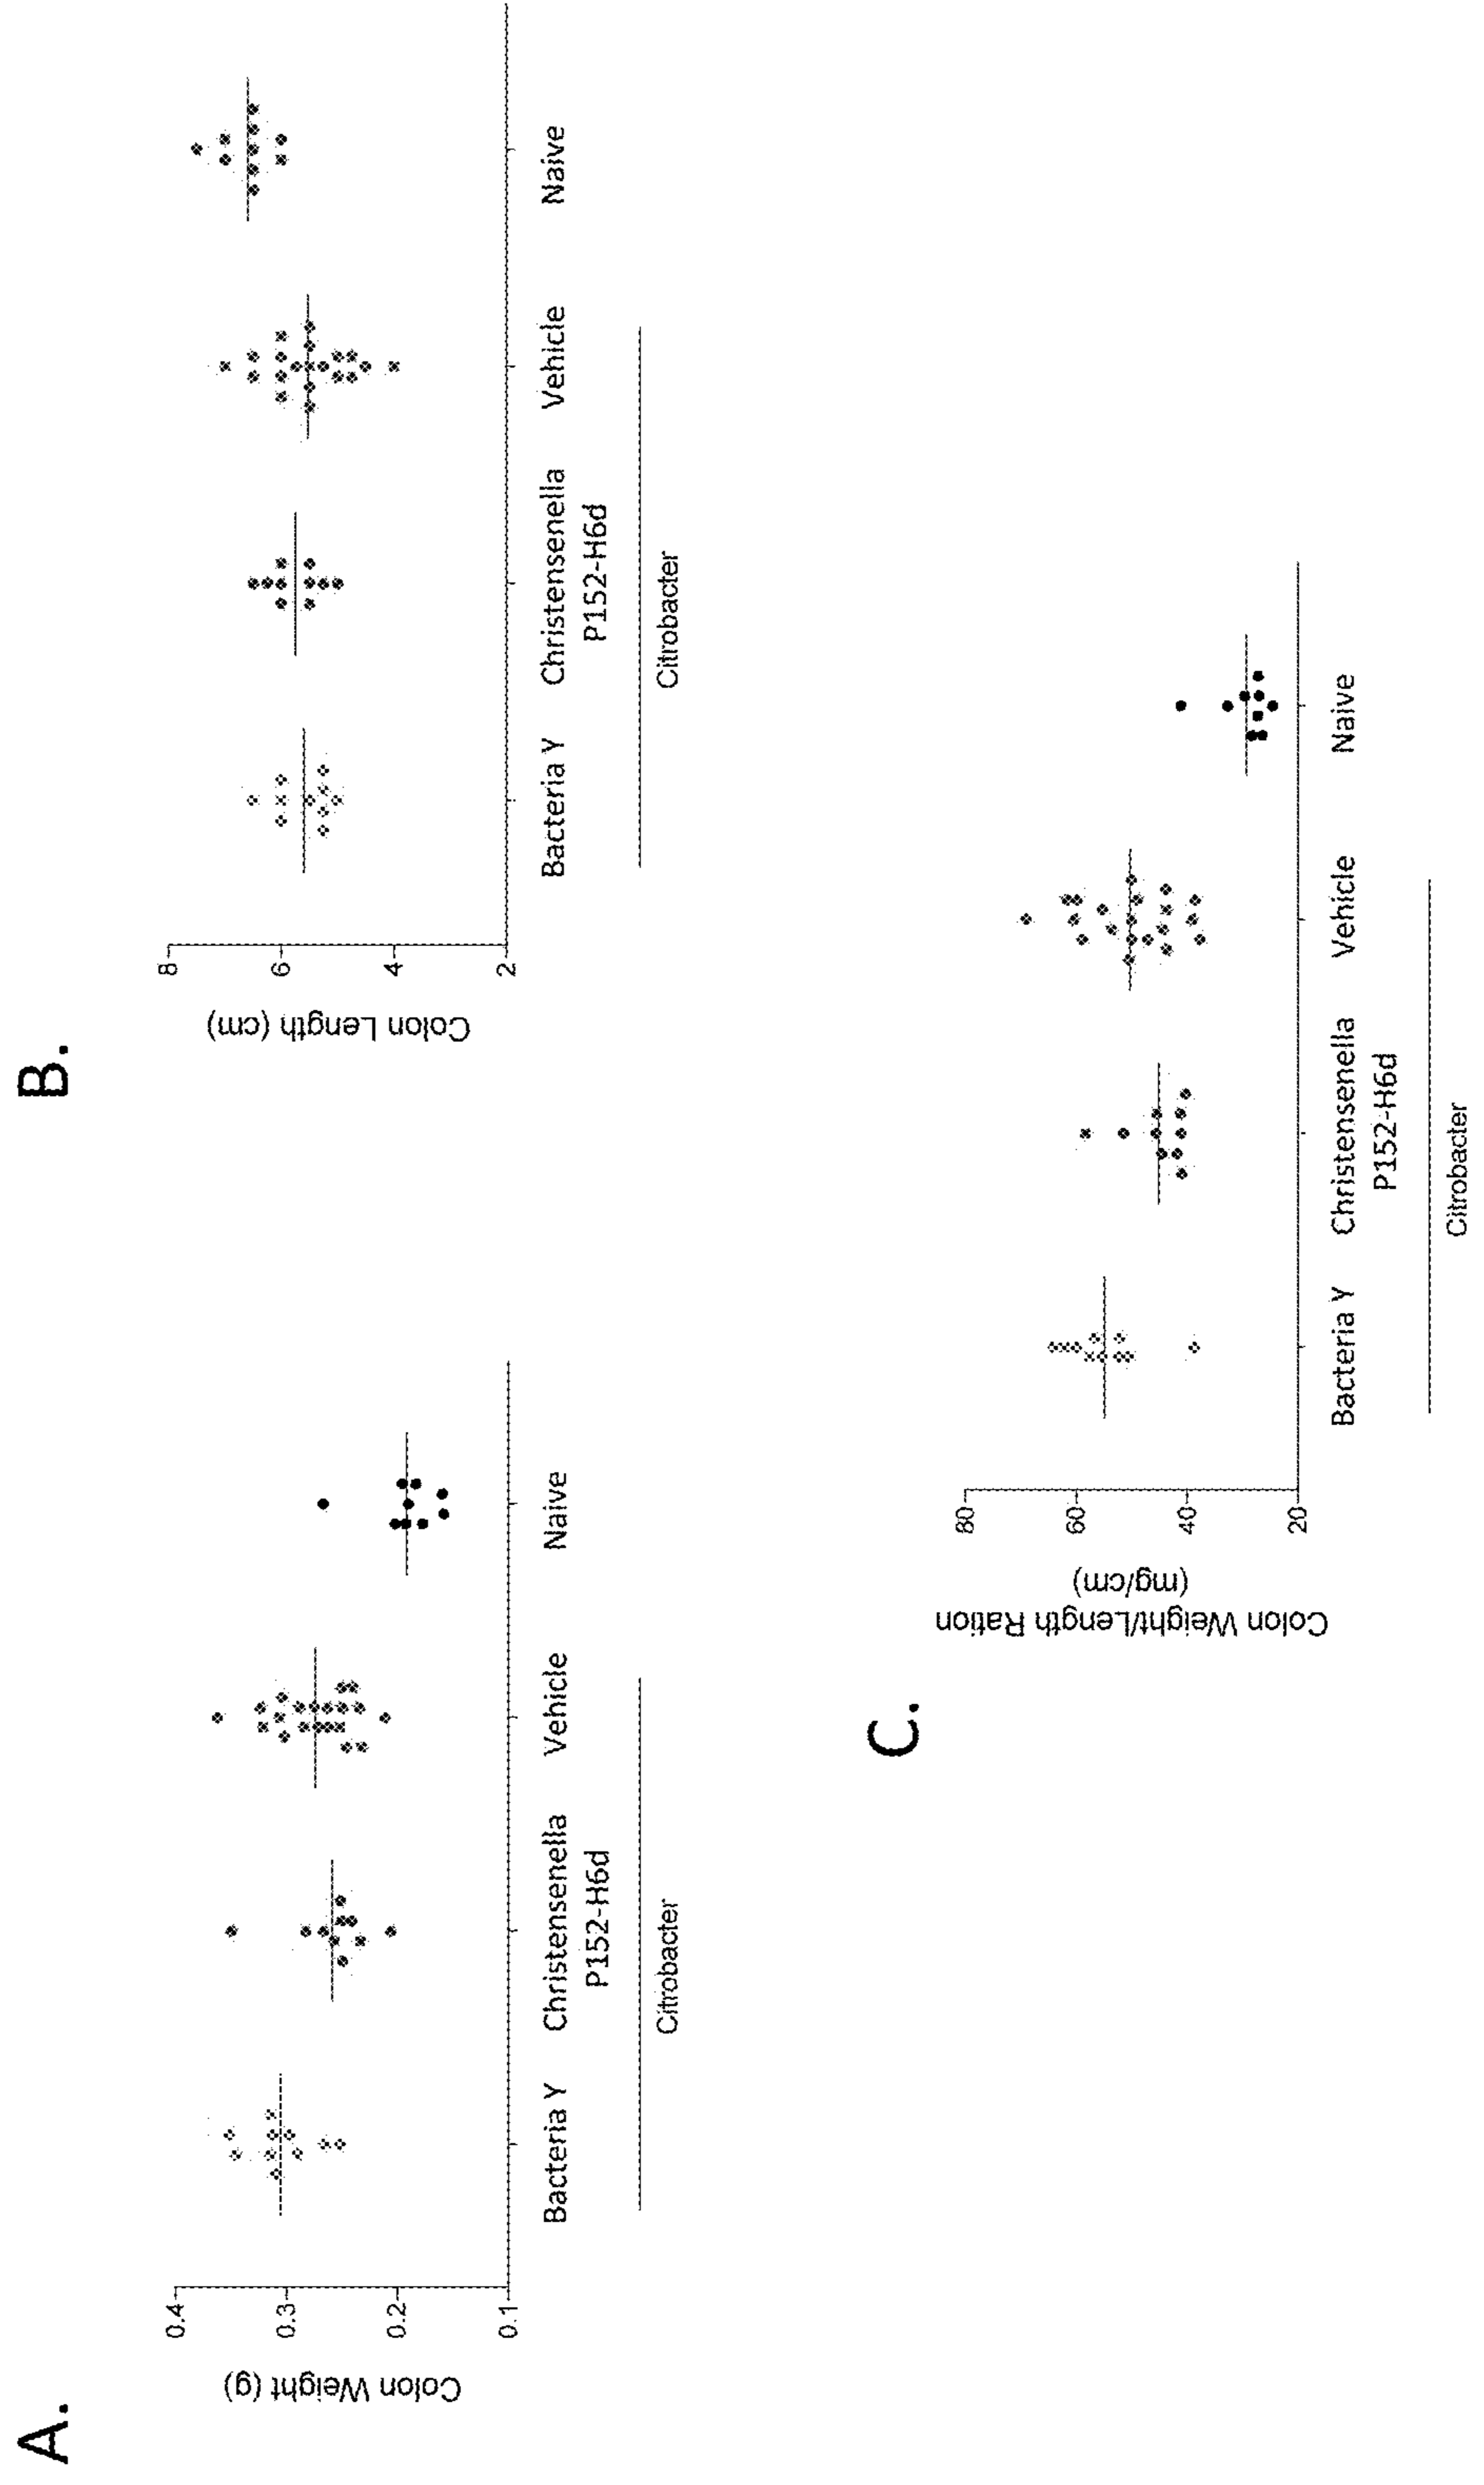 A.
Colon Weight (g)
0.4
0.3
0.2
0.1
Bacteria Y
Christensenella
P152-H6d
Vehicle
Naive
Citrobacter
B.
Colon Length (cm)
8
6
4
2
Bacteria Y
Christensenella
P152-H6d
Vehicle
Naive
Citrobacter
C.
Colon Weight/Length Ration
(mg/cm)
80
60
40
20
Bacteria Y
Christensenella
P152-H6d
Vehicle
Naive
Citrobacter